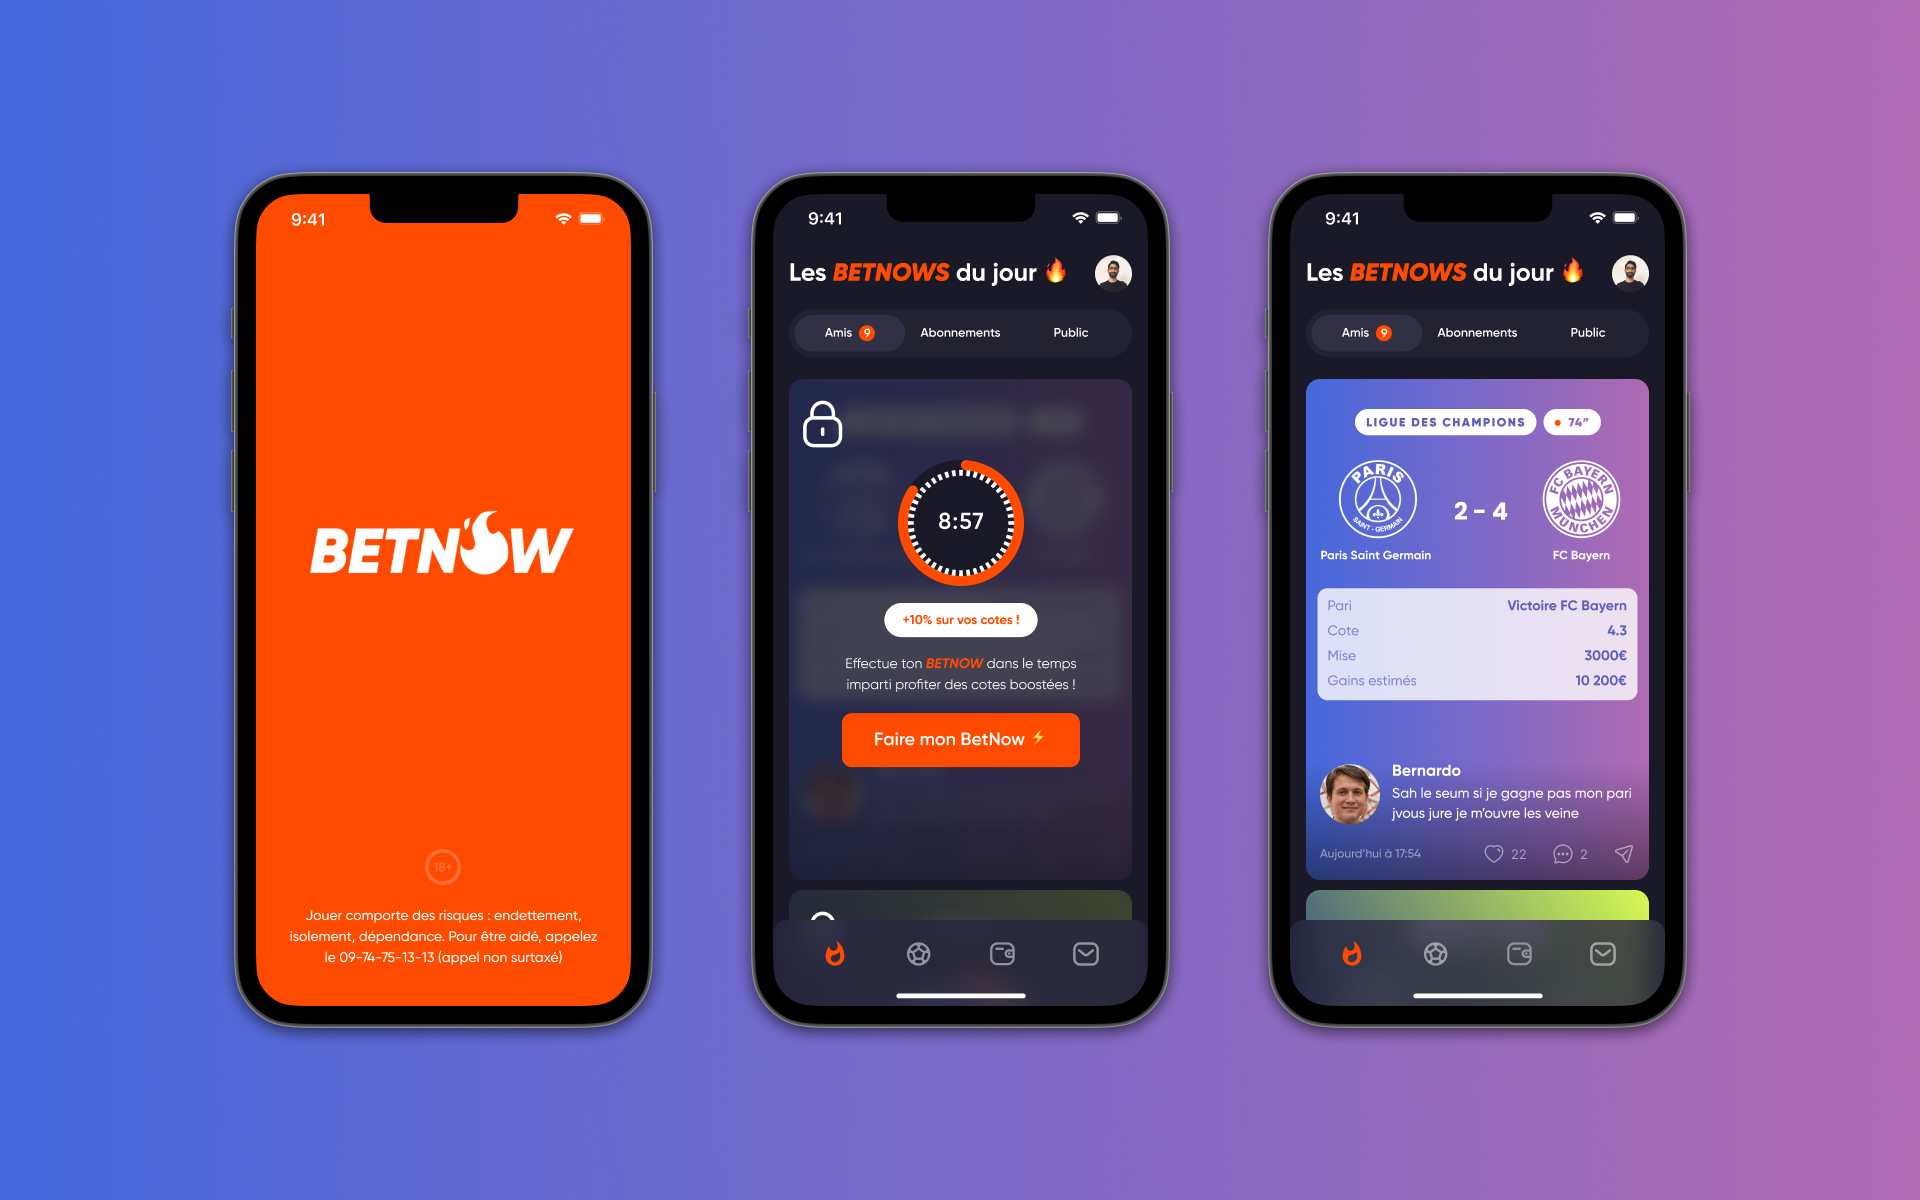 9:41
BETNOW
18+
Jouer comporte des risques : endettement,
isolement, dépendance. Pour être aidé, appelez
le 09-74-75-13-13 (appel non surtaxé)
9:41
Les BETNOWS du jour 🔥
Amis 9 Abonnements Public
8:57
+10% sur vos cotes !
Effectue ton BETNOW dans le temps
imparti profiter des cotes boostées !
Faire mon BetNow ⚡
9:41
Les BETNOWS du jour 🔥
Amis 9 Abonnements Public
LIGUE DES CHAMPIONS 74”
PARIS
SAINT-GERMAIN
FC BAYERN
MÜNCHEN
2 - 4
Paris Saint Germain FC Bayern
Pari Victoire FC Bayern
Cote 4.3
Mise 3000€
Gains estimés 10 200€
Bernardo
Sah le seum si je gagne pas mon pari
jvous jure je m’ouvre les veine
Aujourd’hui à 17:54 22 2